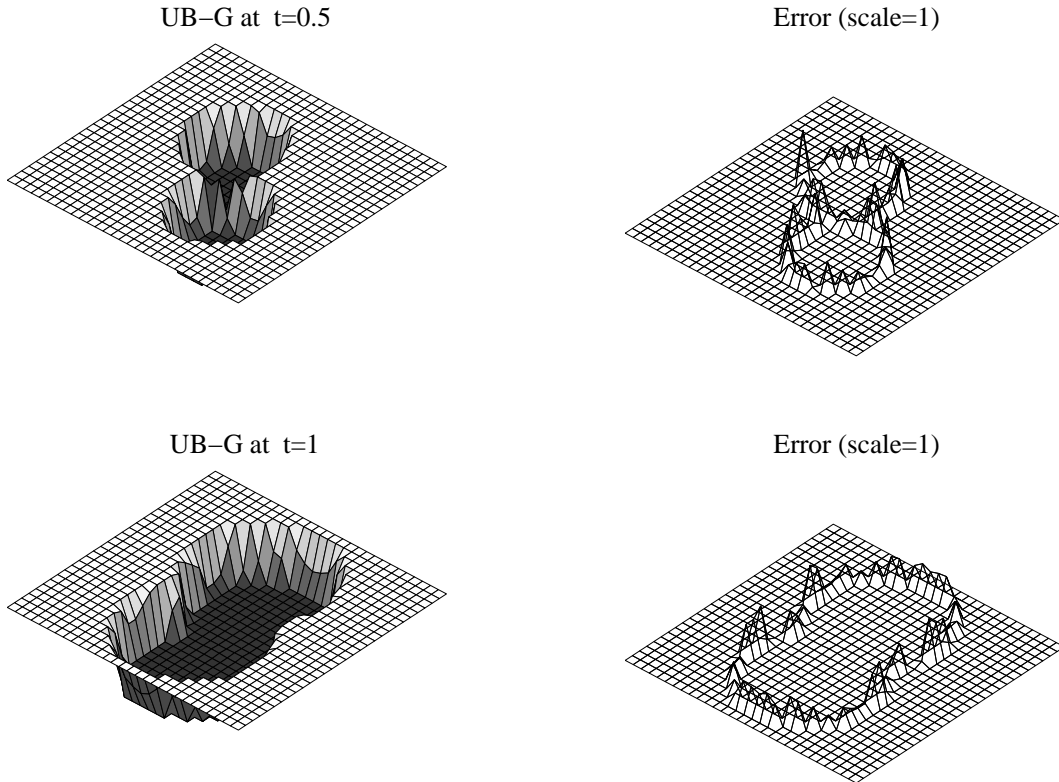 UB−G at t=0.5
Error (scale=1)
UB−G at t=1
Error (scale=1)